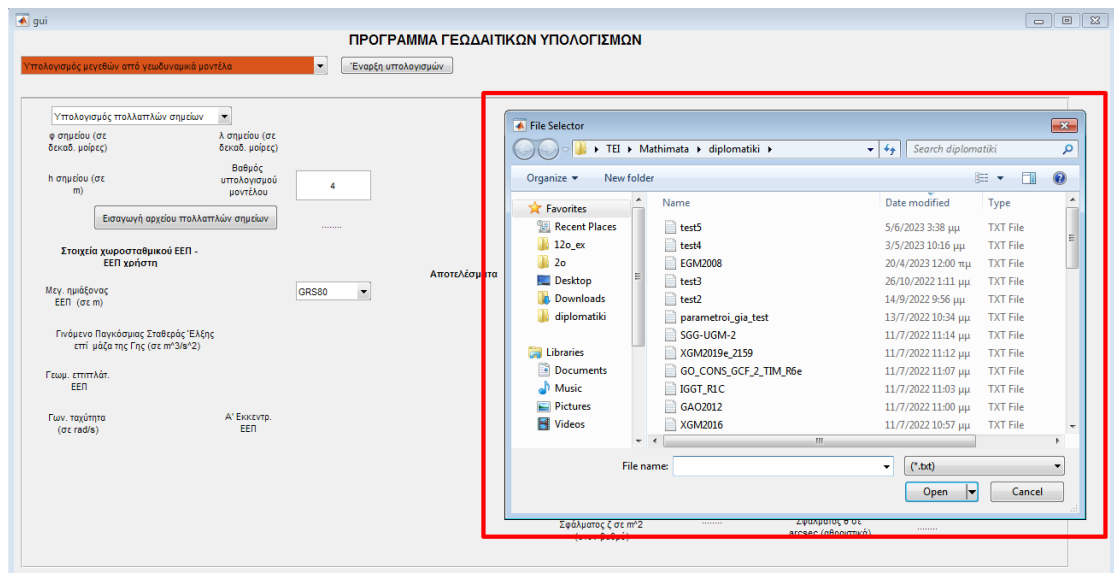 gui
ΠΡΟΓΡΑΜΜΑ ΓΕΩΔΑΙΤΙΚΩΝ ΥΠΟΛΟΓΙΣΜΩΝ
Υπολογισμός μεγεθών από γεωδυναμικά μοντέλα
Έναρξη υπολογισμών
Υπολογισμός πολλαπλών σημείων
φ σημείου (σε
δεκαδ. μοίρες)
λ σημείου (σε
δεκαδ. μοίρες)
h σημείου (σε
m)
Βαθμός
υπολογισμού
μοντέλου
4
Εισαγωγή αρχείου πολλαπλών σημείων
........
Στοιχεία χωροσταθμικού ΕΕΠ -
ΕΕΠ χρήστη
Αποτελέσματα
Μεγ. ημιάξονας
ΕΕΠ (σε m)
GRS80
Γινόμενο Παγκόσμιας Σταθεράς Έλξης
επί μάζα της Γης (σε m^3/s^2)
Γεωμ. επιπλάτ.
ΕΕΠ
Γων. ταχύτητα
(σε rad/s)
Α' Εκκεντρ.
ΕΕΠ
File Selector
TEI
Mathimata
diplomatiki
Search diplomatiki
Organize
New folder
Favorites
Recent Places
12o_ex
2o
Desktop
Downloads
diplomatiki
Libraries
Documents
Music
Pictures
Videos
Name Date modified Type
test5 5/6/2023 3:38 μμ TXT File
test4 3/5/2023 10:16 μμ TXT File
EGM2008 20/4/2023 12:00 πμ TXT File
test3 26/10/2022 1:11 μμ TXT File
test2 14/9/2022 9:56 μμ TXT File
parametroi_gia_test 13/7/2022 10:34 μμ TXT File
SGG-UGM-2 11/7/2022 11:14 μμ TXT File
XGM2019e_2159 11/7/2022 11:12 μμ TXT File
GO_CONS_GCF_2_TIM_R6e 11/7/2022 11:07 μμ TXT File
IGGT_R1C 11/7/2022 11:03 μμ TXT File
GAO2012 11/7/2022 11:00 μμ TXT File
XGM2016 11/7/2022 10:57 μμ TXT File
File name:
(*.txt)
Open
Cancel
Σφάλματος ζ σε m^2
........
Σφάλματος θ σε
arcsec (αθροιστικά)
........